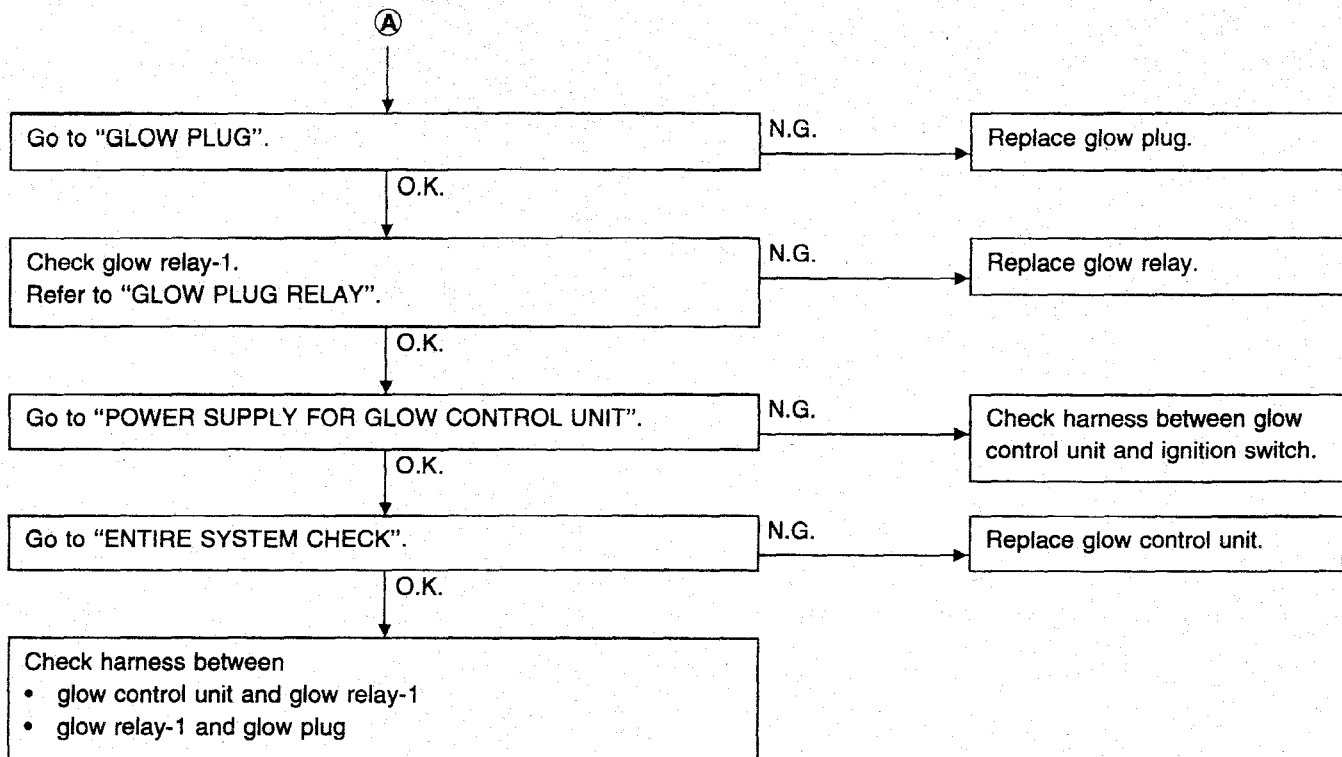 A
Go to “GLOW PLUG”.
N.G.
Replace glow plug.
O.K.
Check glow relay-1.
Refer to “GLOW PLUG RELAY”.
N.G.
Replace glow relay.
O.K.
Go to “POWER SUPPLY FOR GLOW CONTROL UNIT”.
N.G.
Check harness between glow
control unit and ignition switch.
O.K.
Go to “ENTIRE SYSTEM CHECK”.
N.G.
Replace glow control unit.
O.K.
Check harness between
• glow control unit and glow relay-1
• glow relay-1 and glow plug